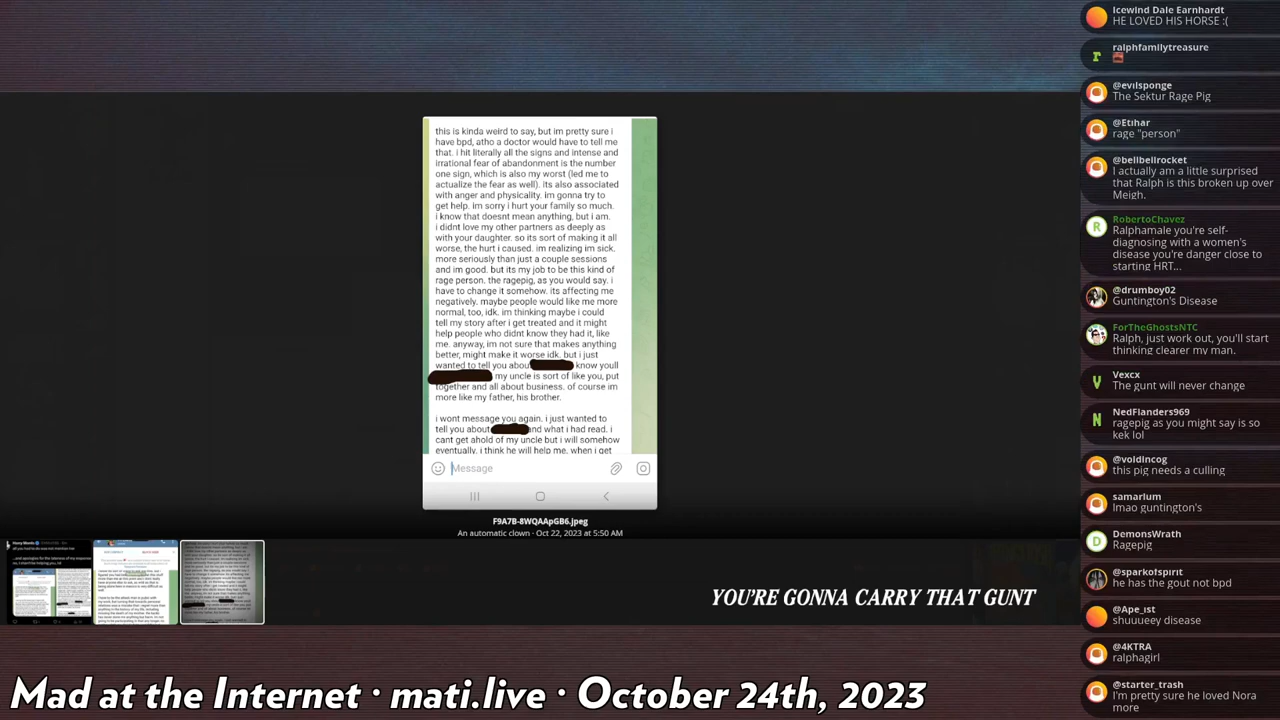 this is kinda weird to say, but im pretty sure i
have bpd, atho a doctor would have to tell me
that. i hit literally all the signs and intense and
irrational fear of abandonment is the number
one sign, which is also my worst (led me to
actualize the fear as well). its also associated
with anger and physicality. im gonna try to
get help. im sorry i hurt your family so much.
i know that doesnt mean anything, but i am.
i didnt love my other partners as deeply as
with your daughter. so its sort of making it all
worse, the hurt i caused. im realizing im sick.
more seriously than just a couple sessions
and im good. but its my job to be this kind of
rage person. the ragepig, as you would say. i
have to change it somehow. its affecting me
negatively. maybe people would like me more
normal, too, idk. im thinking maybe i could
tell my story after i get treated and it might
help people who didnt know they had it, like
me. anyway, im not sure that makes anything
better, might make it worse idk. but i just
wanted to tell you about know youll
my uncle is sort of like you, put
together and all about business. of course im
more like my father, his brother.
i wont message you again. i just wanted to
tell you about and what i had read. i
cant get ahold of my uncle but i will somehow
eventually. i think he will help me. when i get
Message
F9A7B-8WQAApGB6.jpeg
An automatic clown · Oct 22, 2023 at 5:50 AM
YOU'RE GONNA CARRY THAT GUNT
Mad at the Internet · mati.live · October 24th, 2023
Icewind Dale Earnhardt
HE LOVED HIS HORSE :(
ralphfamilytreasure
@evilsponge
The Sektur Rage Pig
@Etihar
rage "person"
@bellbellrocket
I actually am a little surprised
that Ralph is this broken up over
Meigh.
RobertoChavez
Ralphamale you're self-
diagnosing with a women's
disease you're danger close to
starting HRT...
@drumboy02
Guntington's Disease
ForTheGhostsNTC
Ralph, just work out, you'll start
thinking clearer my man
Vexcx
The gunt will never change
NedFlanders969
ragepig as you might say is so
kek lol
@voidincog
this pig needs a culling
samarium
lmao guntington's
DemonsWrath
Ragepig
@sparkofspirit
he has the gout not bpd
@Ape_ist
shuuueey disease
@4KTRA
ralphagirl
@starter_trash
I'm pretty sure he loved Nora
more